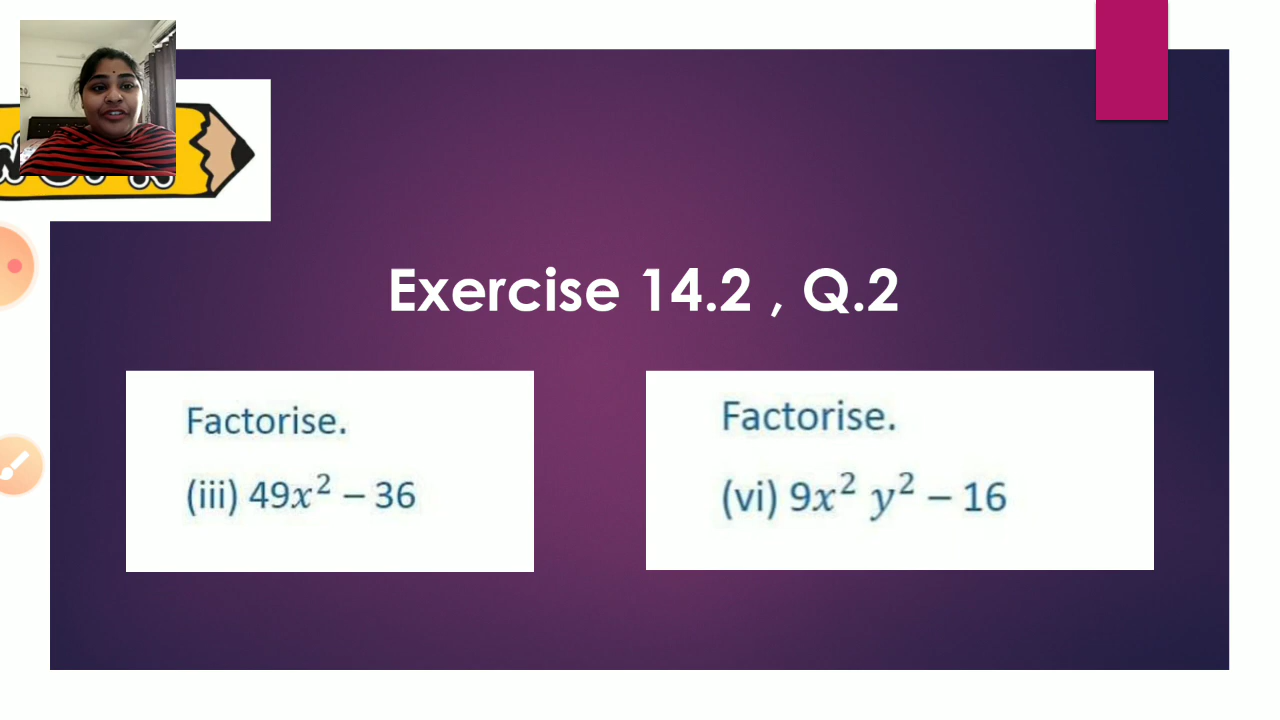 Exercise 14.2 , Q.2
Factorise.
(iii) 49x² – 36
Factorise.
(vi) 9x² y² – 16